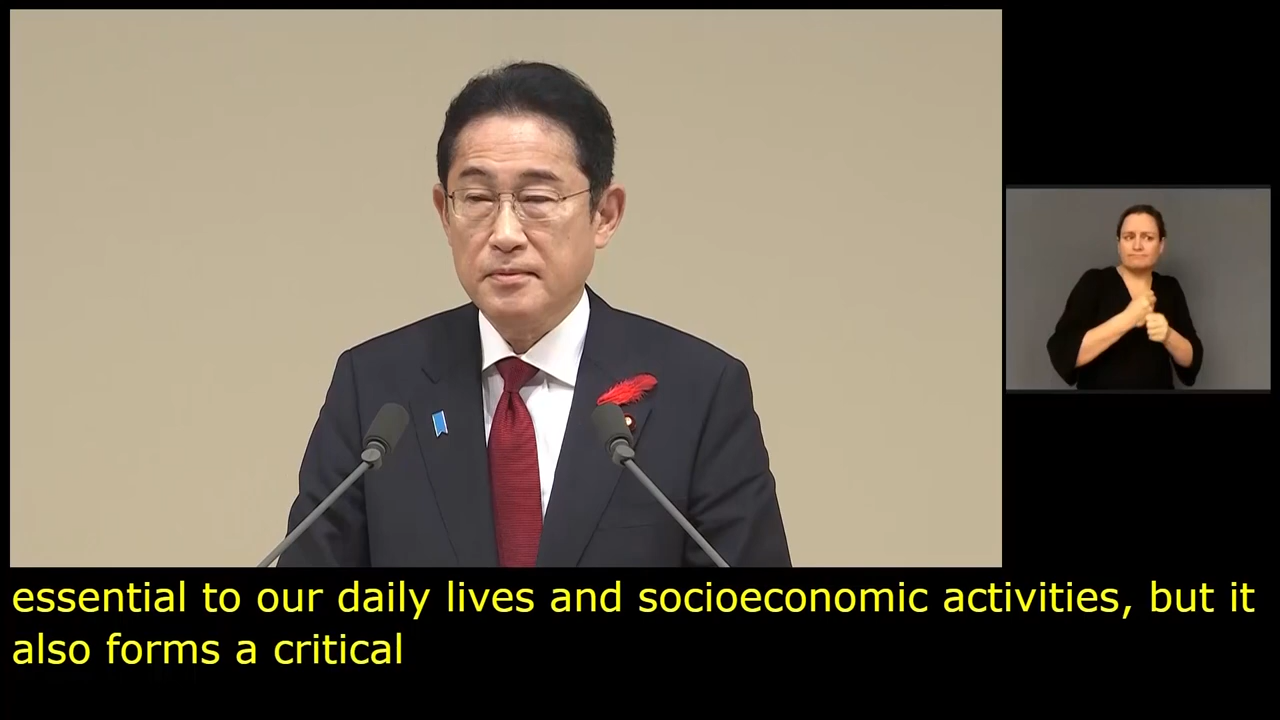 essential to our daily lives and socioeconomic activities, but it
also forms a critical